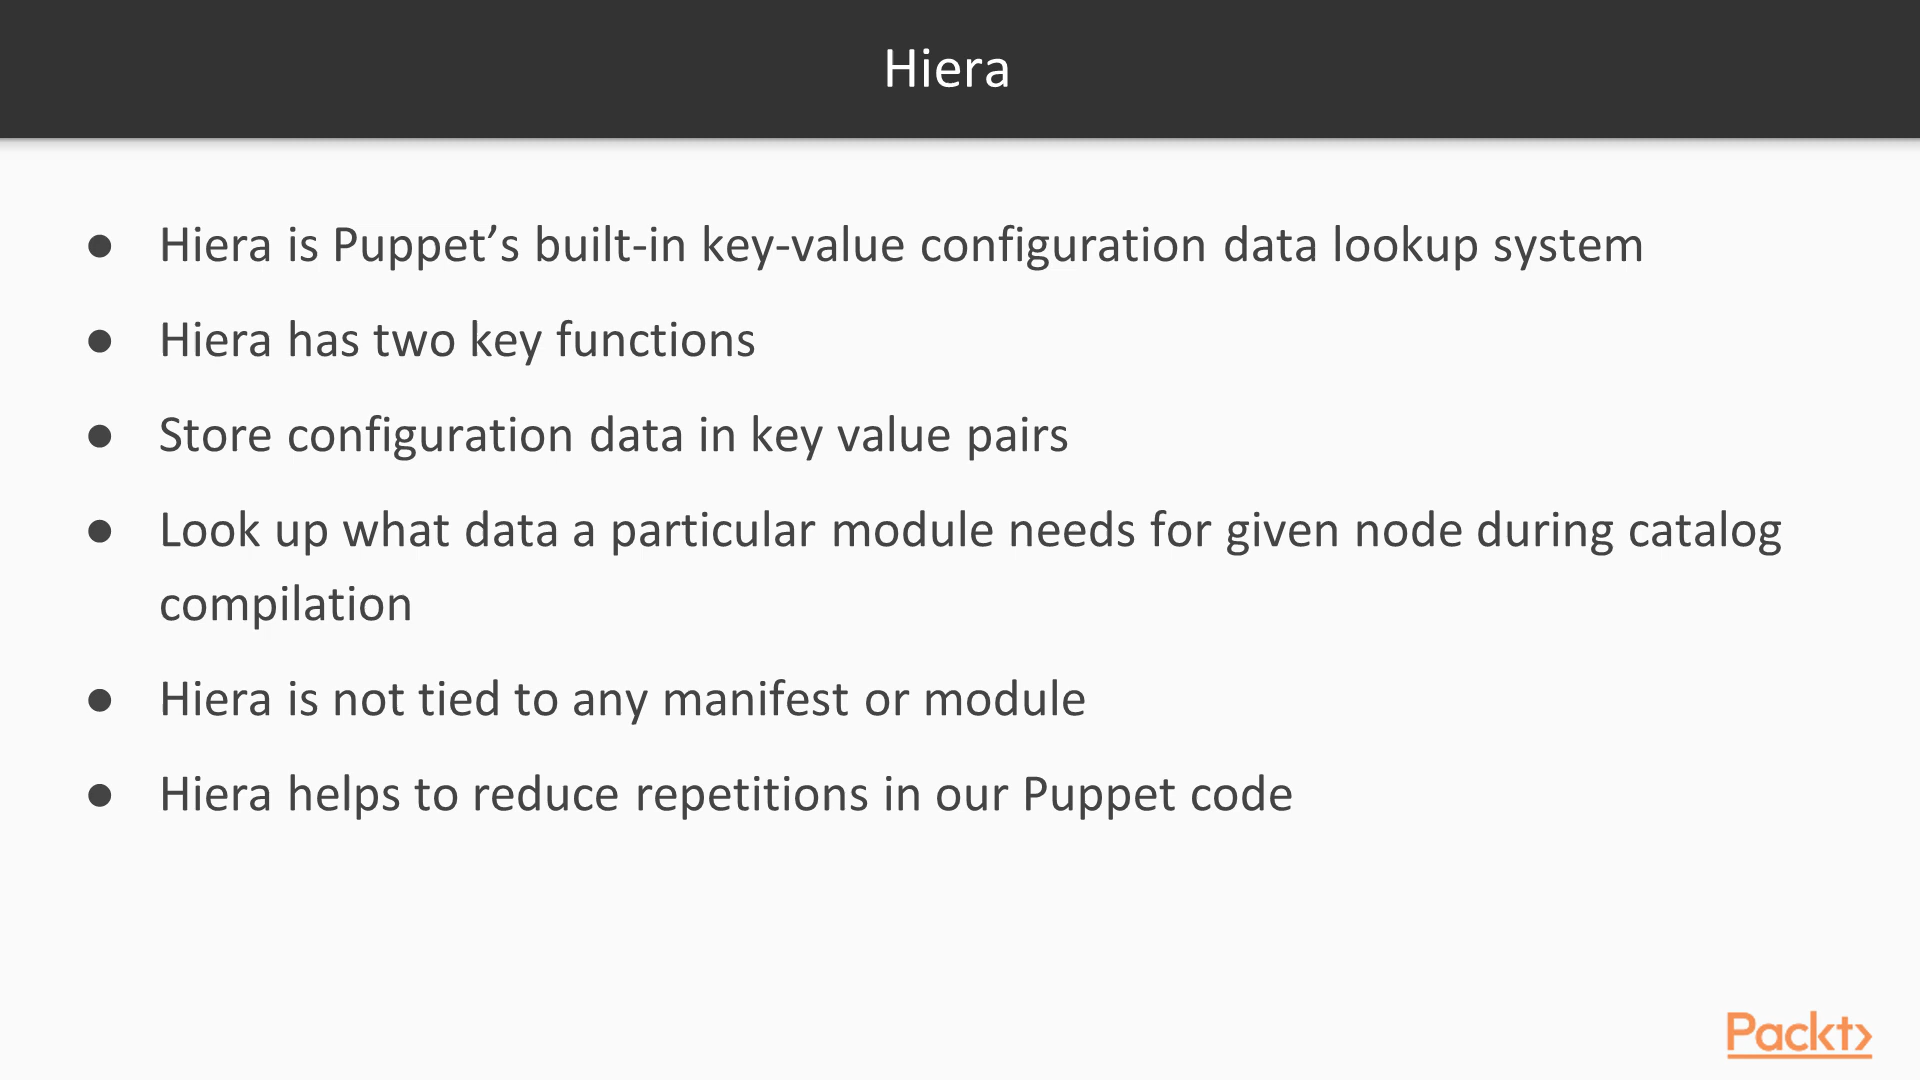 Hiera
● Hiera is Puppet’s built-in key-value configuration data lookup system
● Hiera has two key functions
● Store configuration data in key value pairs
● Look up what data a particular module needs for given node during catalog
compilation
● Hiera is not tied to any manifest or module
● Hiera helps to reduce repetitions in our Puppet code
Packt>